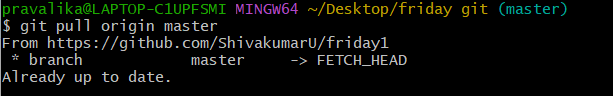 pravalika@LAPTOP-C1UPFSMI MINGW64 ~/Desktop/friday git (master)
$ git pull origin master
From https://github.com/ShivakumarU/friday1
 * branch            master     -> FETCH_HEAD
Already up to date.